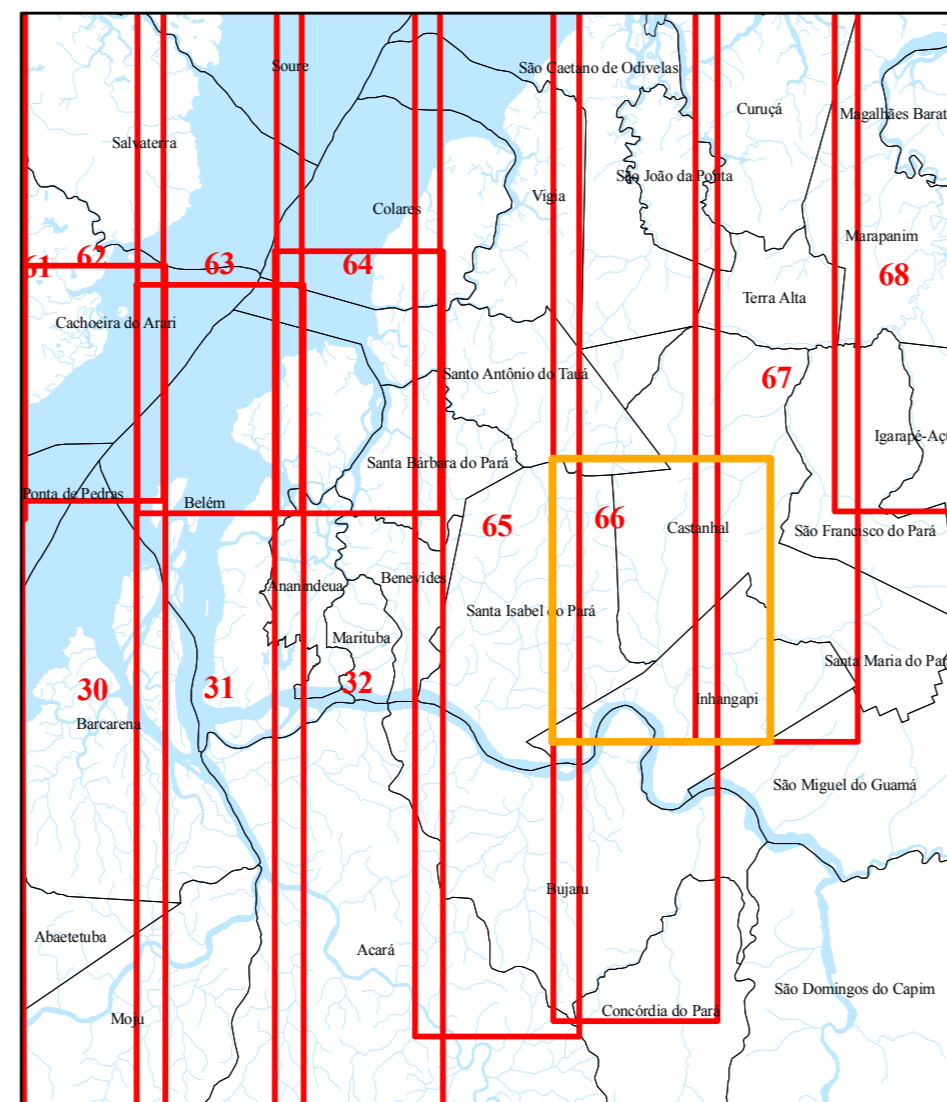 Soure
São Caetano de Odivelas
Curuçá
Magalhães Barat
Salvaterra
São João da Ponta
Vigia
Colares
Marapanim
61
62
63
64
68
Terra Alta
Cachoeira do Arari
Santo Antônio do Tauá
67
Igarapé-Açu
Santa Bárbara do Pará
Ponta de Pedras
Belém
65
66
Castanhal
São Francisco do Pará
Ananindeua
Benevides
Santa Isabel do Pará
Marituba
Santa Maria do Par
30
31
32
Barcarena
Inhangapi
São Miguel do Guamá
Bujaru
Abaetetuba
Acará
São Domingos do Capim
Moju
Concórdia do Pará